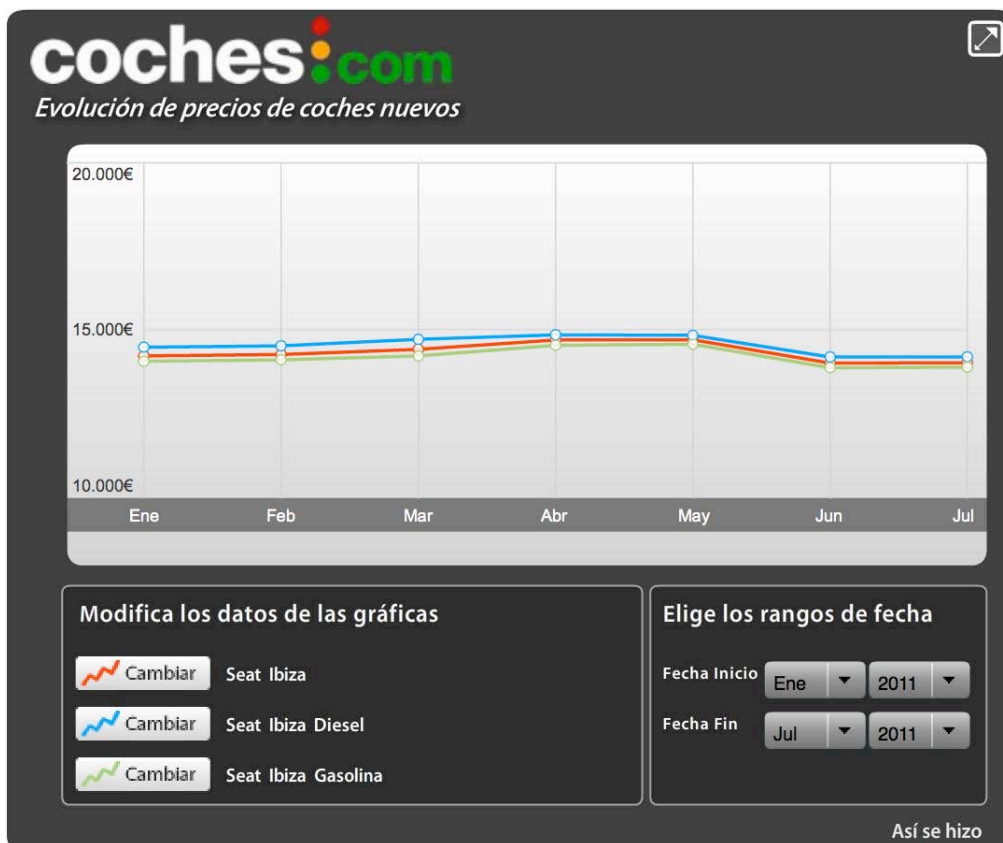 coches:com
Evolución de precios de coches nuevos
20.000€
15.000€
10.000€
Ene Feb Mar Abr May Jun Jul
Modifica los datos de las gráficas
Cambiar Seat Ibiza
Cambiar Seat Ibiza Diesel
Cambiar Seat Ibiza Gasolina
Elige los rangos de fecha
Fecha Inicio Ene 2011
Fecha Fin Jul 2011
Así se hizo